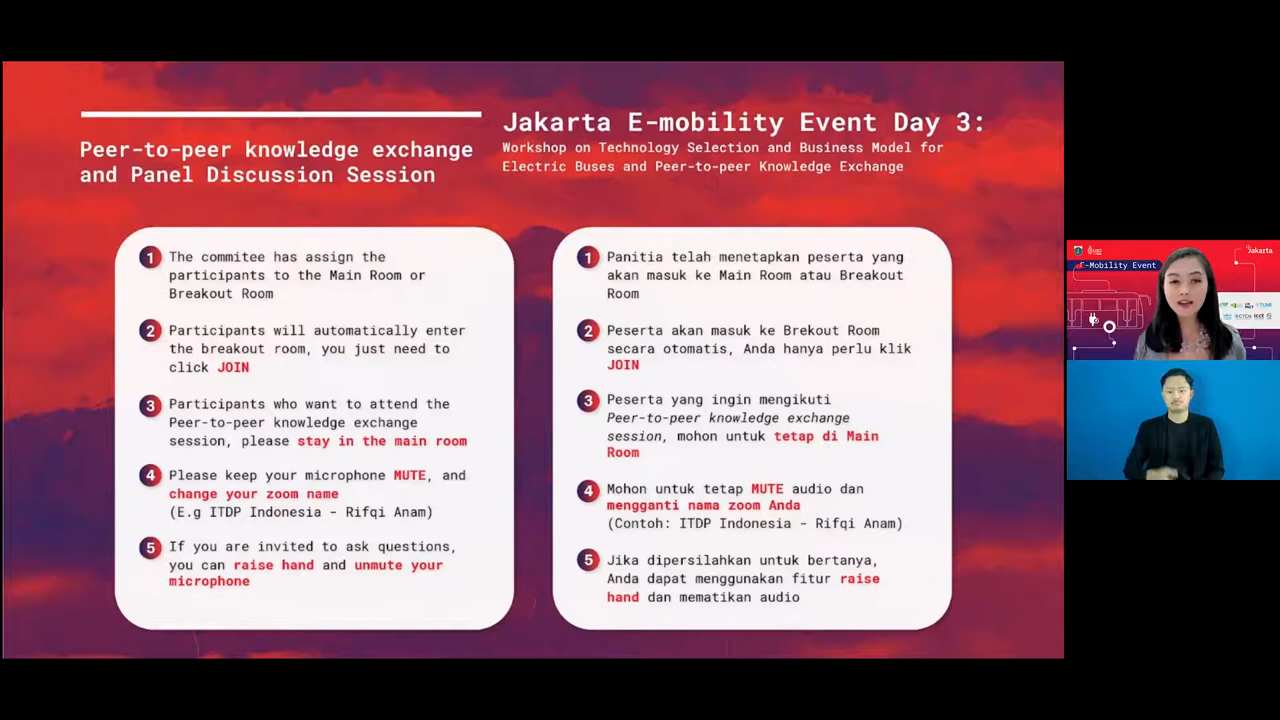 Peer-to-peer knowledge exchange
and Panel Discussion Session
Jakarta E-mobility Event Day 3:
Workshop on Technology Selection and Business Model for
Electric Buses and Peer-to-peer Knowledge Exchange
1 The commitee has assign the
participants to the Main Room or
Breakout Room
2 Participants will automatically enter
the breakout room, you just need to
click JOIN
3 Participants who want to attend the
Peer-to-peer knowledge exchange
session, please stay in the main room
4 Please keep your microphone MUTE, and
change your zoom name
(E.g ITDP Indonesia - Rifqi Anam)
5 If you are invited to ask questions,
you can raise hand and unmute your
microphone
1 Panitia telah menetapkan peserta yang
akan masuk ke Main Room atau Breakout
Room
2 Peserta akan masuk ke Brekout Room
secara otomatis, Anda hanya perlu klik
JOIN
3 Peserta yang ingin mengikuti
Peer-to-peer knowledge exchange
session, mohon untuk tetap di Main
Room
4 Mohon untuk tetap MUTE audio dan
mengganti nama zoom Anda
(Contoh: ITDP Indonesia - Rifqi Anam)
5 Jika dipersilahkan untuk bertanya,
Anda dapat menggunakan fitur raise
hand dan mematikan audio
Jakarta
E-Mobility Event
icct